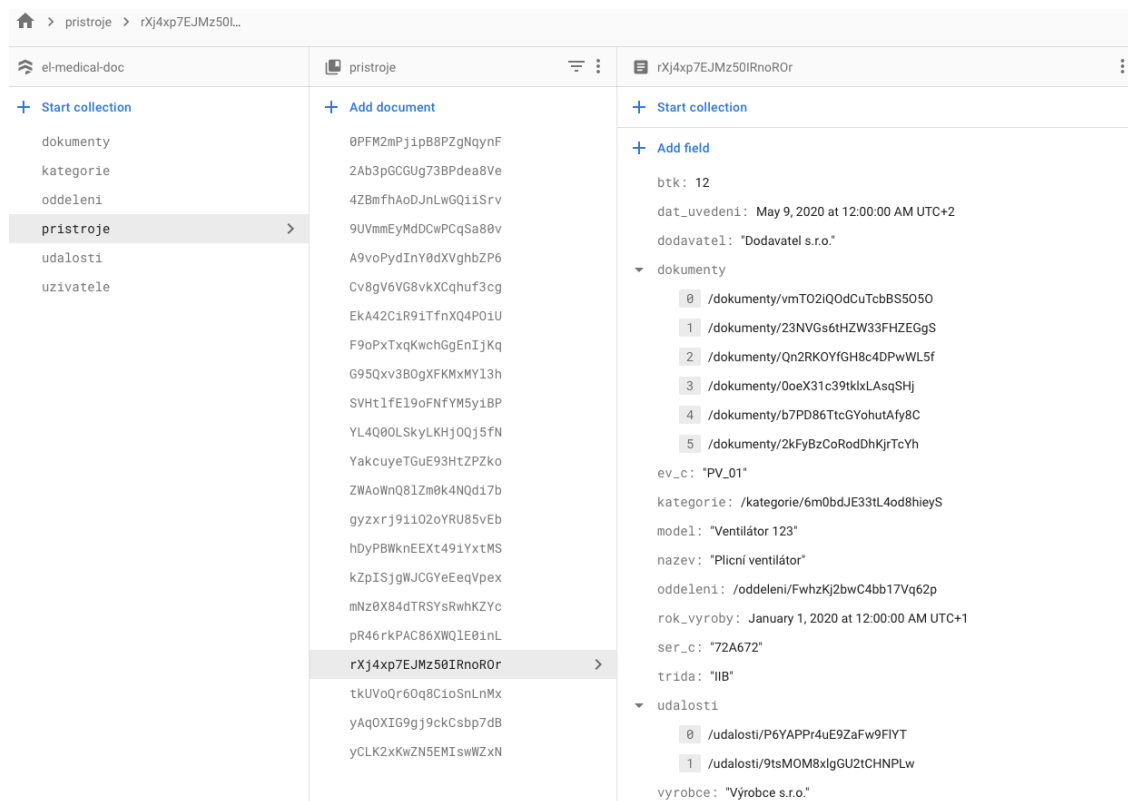 pristroje > rXj4xp7EJMz50I...
el-medical-doc
Start collection
dokumenty
kategorie
oddeleni
pristroje
udalosti
uzivatele
pristroje
Add document
0PFM2mPjipB8PZgNqynF
2Ab3pGCGUg73BPdea8Ve
4ZBmfhAoDJnLwGQiiSrv
9UVmmEyMdDCwPCqSa80v
A9voPydInY0dXVghbZP6
Cv8gV6VG8vkXCqhuf3cg
EkA42CiR9iTfnXQ4POiU
F9oPxTxqKwchGgEnIjKq
G95Qxv3BOgXFKMxMYl3h
SVHtlfEl9oFNfYM5yiBP
YL4Q0OLSkyLKHjOQj5fN
YakcuyeTGuE93HtZPZko
ZWAoWnQ8lZm0k4NQdi7b
gyzxrj9iiO2oYRU85vEb
hDyPBWknEEXt49iYxtMS
kZpISjgWJCGYeEeqVpex
mNz0X84dTRSYsRwhKZYc
pR46rkPAC86XWQlE0inL
rXj4xp7EJMz50IRnoROr
tkUVoQr6Oq8CioSnLnMx
yAqOXIG9gj9ckCsbp7dB
yCLK2xKwZN5EMIswWZxN
rXj4xp7EJMz50IRnoROr
Start collection
Add field
btk: 12
dat_uvedeni: May 9, 2020 at 12:00:00 AM UTC+2
dodavatel: "Dodavatel s.r.o."
dokumenty
0 /dokumenty/vmTO2iQOdCuTcbBS5O5O
1 /dokumenty/23NVGs6tHZW33FHZEGgS
2 /dokumenty/Qn2RKOYfGH8c4DPwWL5f
3 /dokumenty/0oeX31c39tklxLAsqSHj
4 /dokumenty/b7PD86TtcGYohutAfy8C
5 /dokumenty/2kFyBzCoRodDhKjrTcYh
ev_c: "PV_01"
kategorie: /kategorie/6m0bdJE33tL4od8hieyS
model: "Ventilátor 123"
nazev: "Plicní ventilátor"
oddeleni: /oddeleni/FwhzKj2bwC4bb17Vq62p
rok_vyroby: January 1, 2020 at 12:00:00 AM UTC+1
ser_c: "72A672"
trida: "IIB"
udalosti
0 /udalosti/P6YAPPr4uE9ZaFw9FlYT
1 /udalosti/9tsMOM8xlgGU2tCHNPLw
vyrobce: "Výrobce s.r.o."